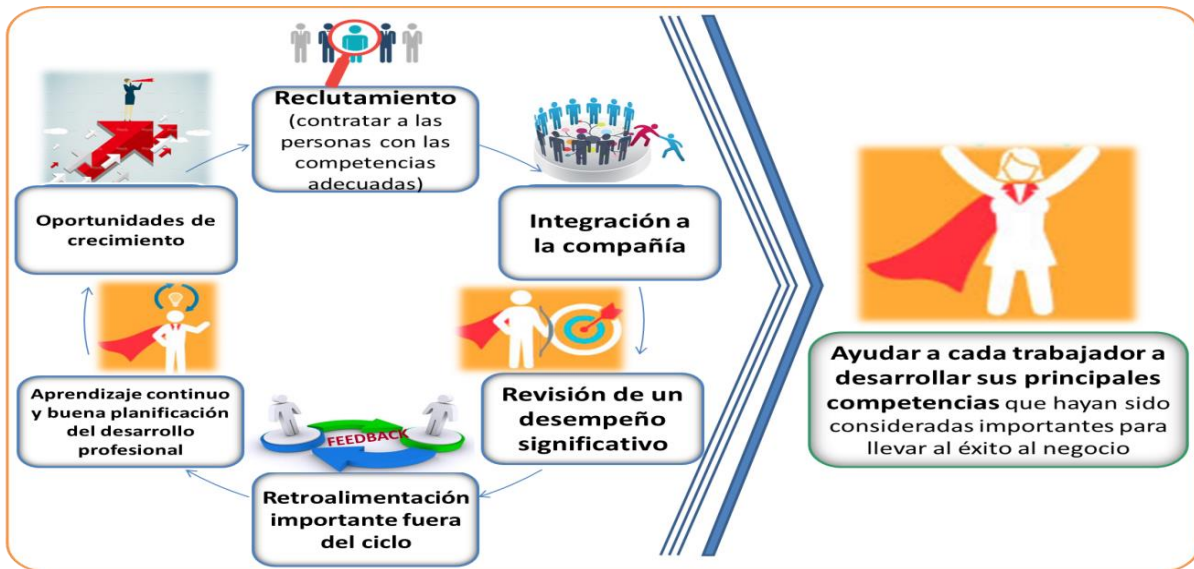 Reclutamiento
(contratar a las
personas con las
competencias
adecuadas)
Integración a
la compañía
Revisión de un
desempeño
significativo
FEEDBACK
Retroalimentación
importante fuera
del ciclo
Aprendizaje continuo
y buena planificación
del desarrollo
profesional
Oportunidades de
crecimiento
Ayudar a cada trabajador a
desarrollar sus principales
competencias que hayan sido
consideradas importantes para
llevar al éxito al negocio